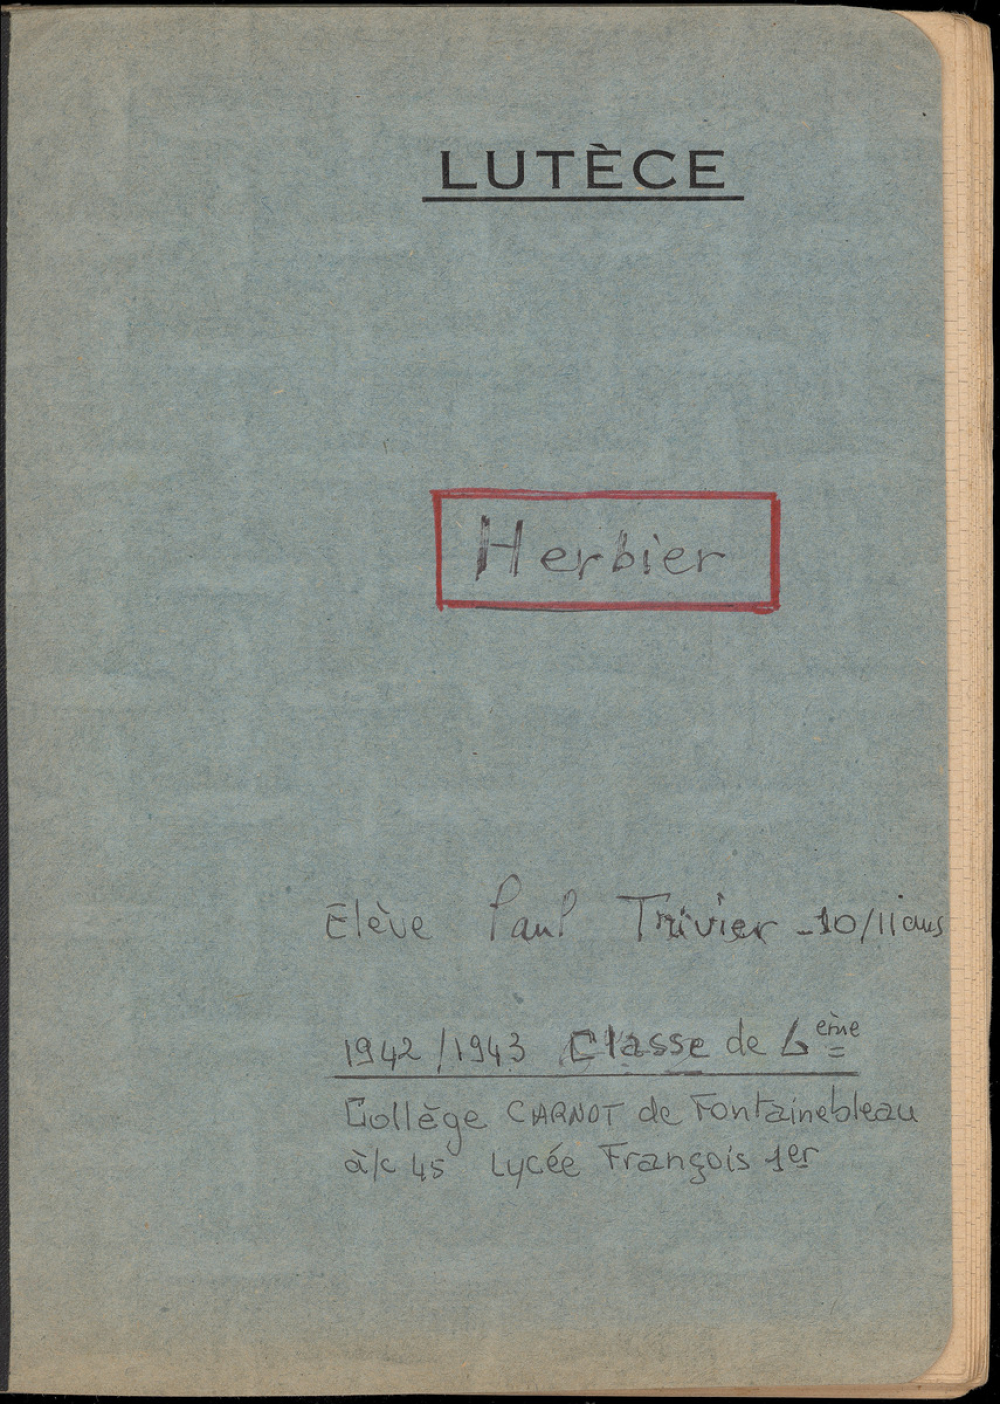 LUTÈCE
Herbier
Elève Paul Trivier - 10/11 ans
1942/1943 Classe de 6ème
Collège CARNOT de Fontainebleau
à/c 45 Lycée François 1er